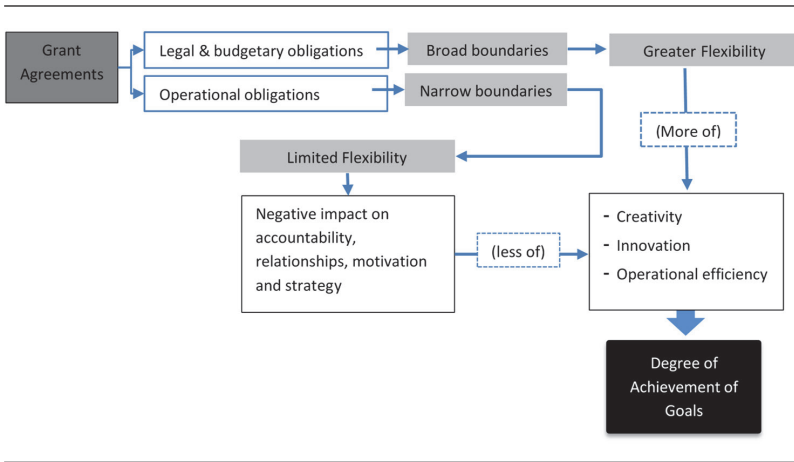 Grant
Agreements
Legal & budgetary obligations
Broad boundaries
Greater Flexibility
Operational obligations
Narrow boundaries
(More of)
Limited Flexibility
Negative impact on
accountability,
relationships, motivation
and strategy
(less of)
- Creativity
- Innovation
- Operational efficiency
Degree of
Achievement of
Goals